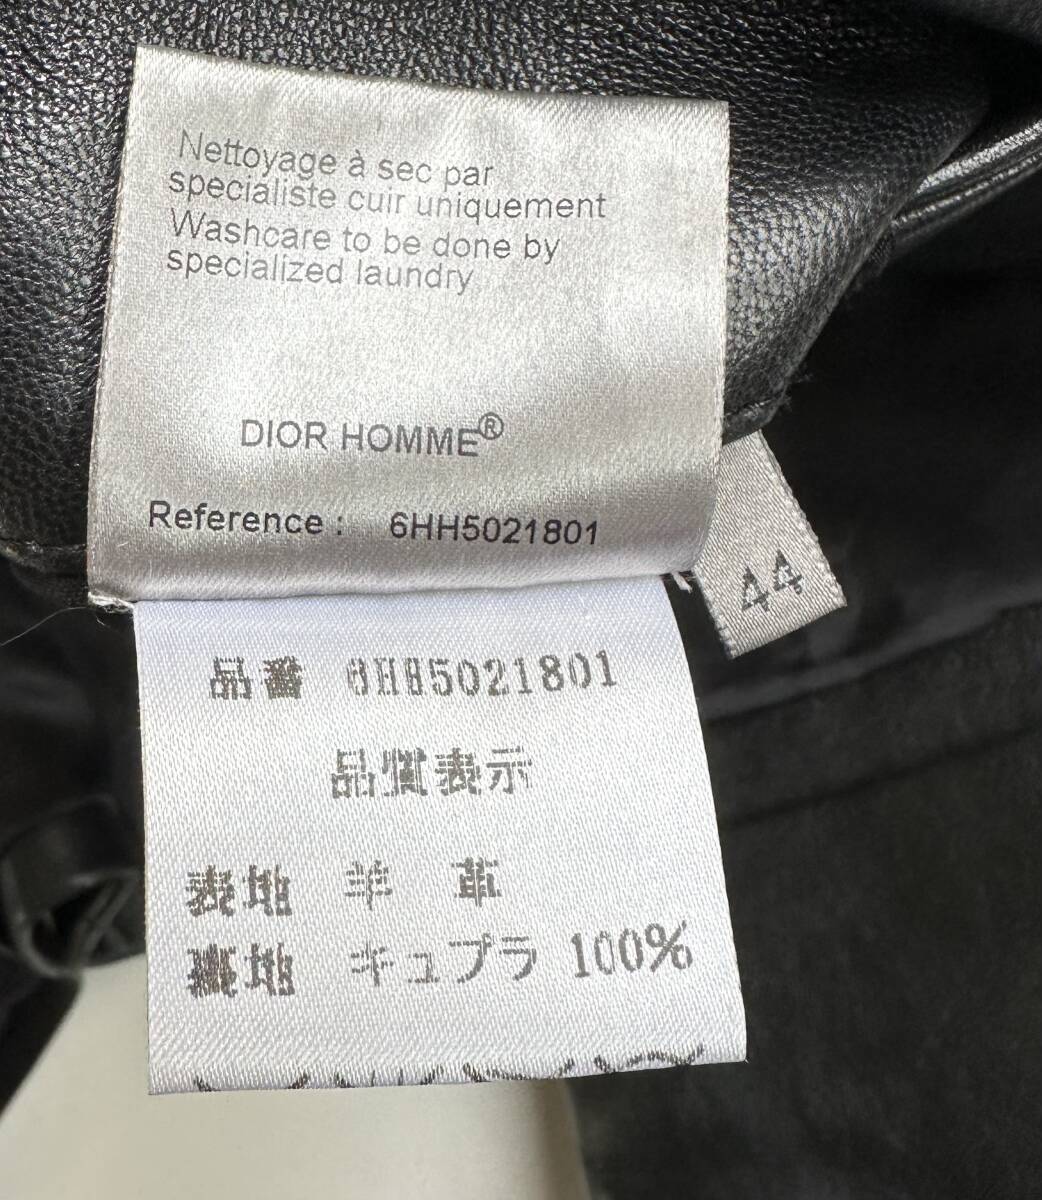 Nettoyage à sec par
specialiste cuir uniquement
Washcare to be done by
specialized laundry
DIOR HOMME®
Reference : 6HH5021801
44
品番 6HH5021801
品質表示
表地 羊 革
裏地 キュプラ 100%